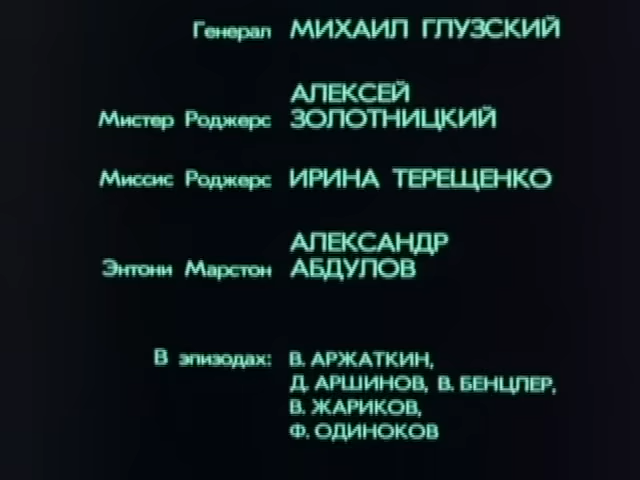 Генерал МИХАИЛ ГЛУЗСКИЙ
АЛЕКСЕЙ
Мистер Роджерс ЗОЛОТНИЦКИЙ
Миссис Роджерс ИРИНА ТЕРЕЩЕНКО
АЛЕКСАНДР
Энтони Марстон АБДУЛОВ
В эпизодах: В. АРЖАТКИН,
Д. АРШИНОВ, В. БЕНЦЛЕР,
В. ЖАРИКОВ,
Ф. ОДИНОКОВ